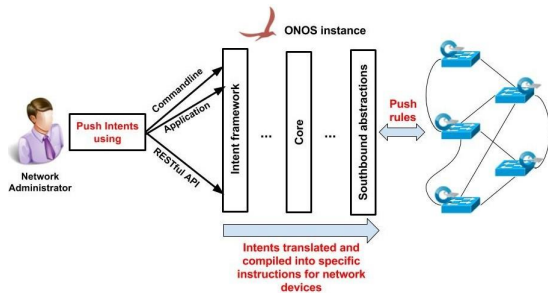 ONOS instance
Push Intents
using
Commandline
Application
RESTful API
Network
Administrator
Intent framework
...
Core
...
Southbound abstractions
Push
rules
Intents translated and
compiled into specific
instructions for network
devices